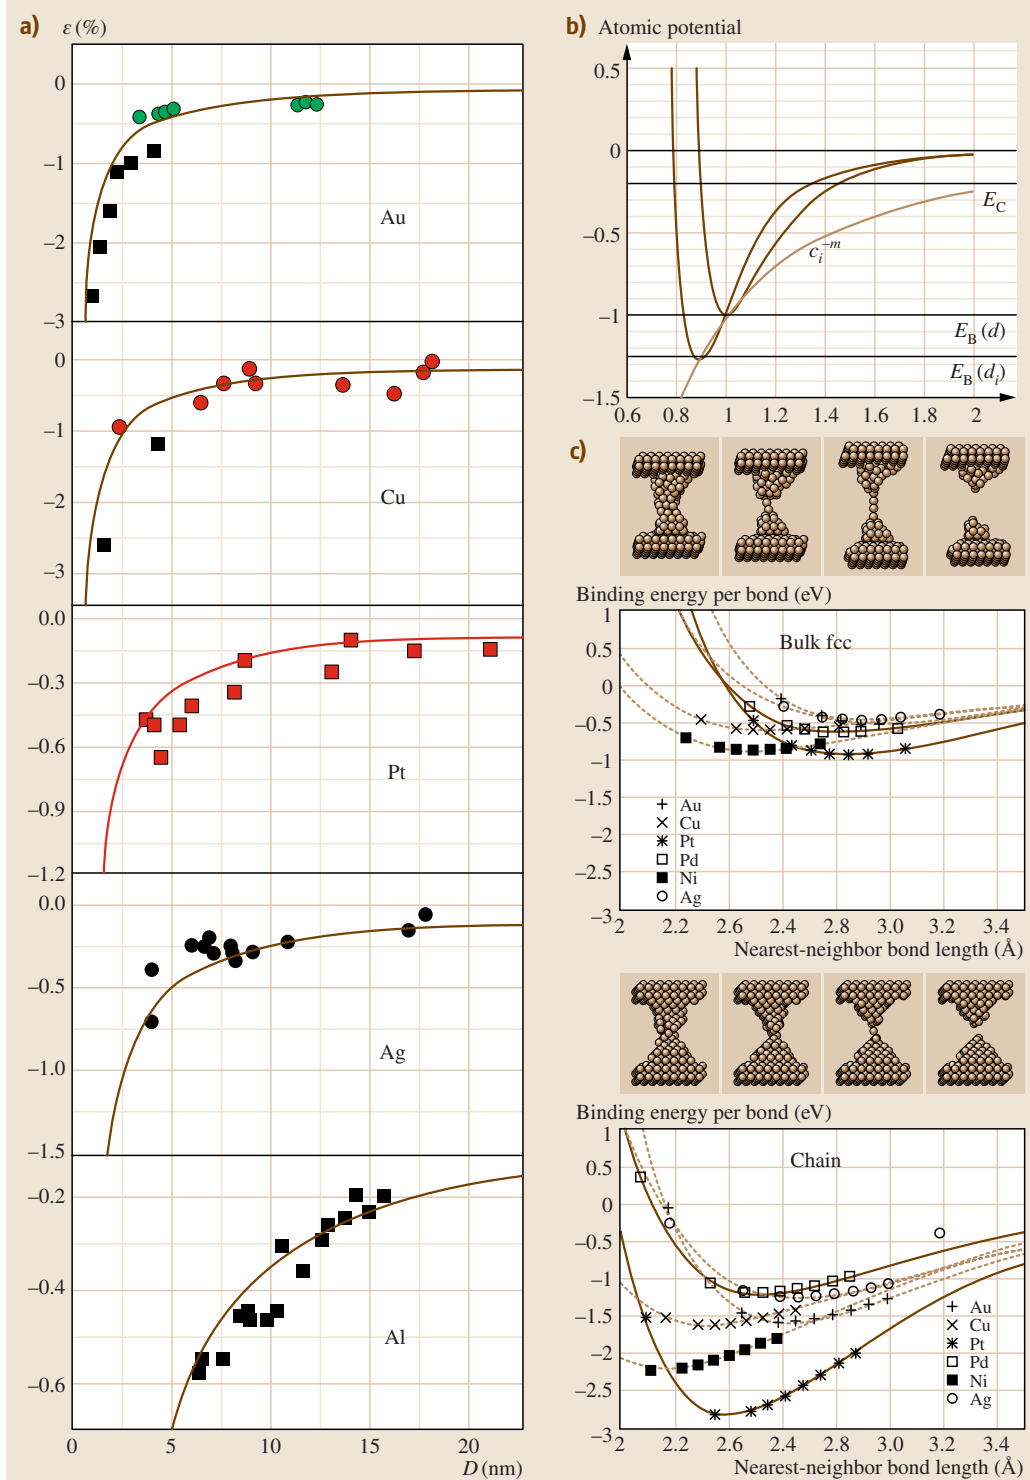 a) ε (%)
0
−1
−2
−3
Au
0
−1
−2
−3
Cu
0.0
−0.3
−0.6
−0.9
−1.2
Pt
0.0
−0.5
−1.0
−1.5
Ag
−0.2
−0.4
−0.6
Al
0 5 10 15 20
D (nm)
b) Atomic potential
0.5
0
−0.5
−1
−1.5
E_C
c_i^−m
E_B (d)
E_B (d_i)
0.6 0.8 1 1.2 1.4 1.6 1.8 2
c)
Binding energy per bond (eV)
1
0.5
0
−0.5
−1
−1.5
−2
−2.5
−3
Bulk fcc
Au
Cu
Pt
Pd
Ni
Ag
2 2.2 2.6 2.4 2.6 3.0 3.2 3.4
Nearest-neighbor bond length (Å)
Binding energy per bond (eV)
1
0.5
0
−0.5
−1
−1.5
−2
−2.5
−3
Chain
Au
Cu
Pt
Pd
Ni
Ag
2 2.2 2.6 2.4 2.6 3.0 3.4 3.4
Nearest-neighbor bond length (Å)